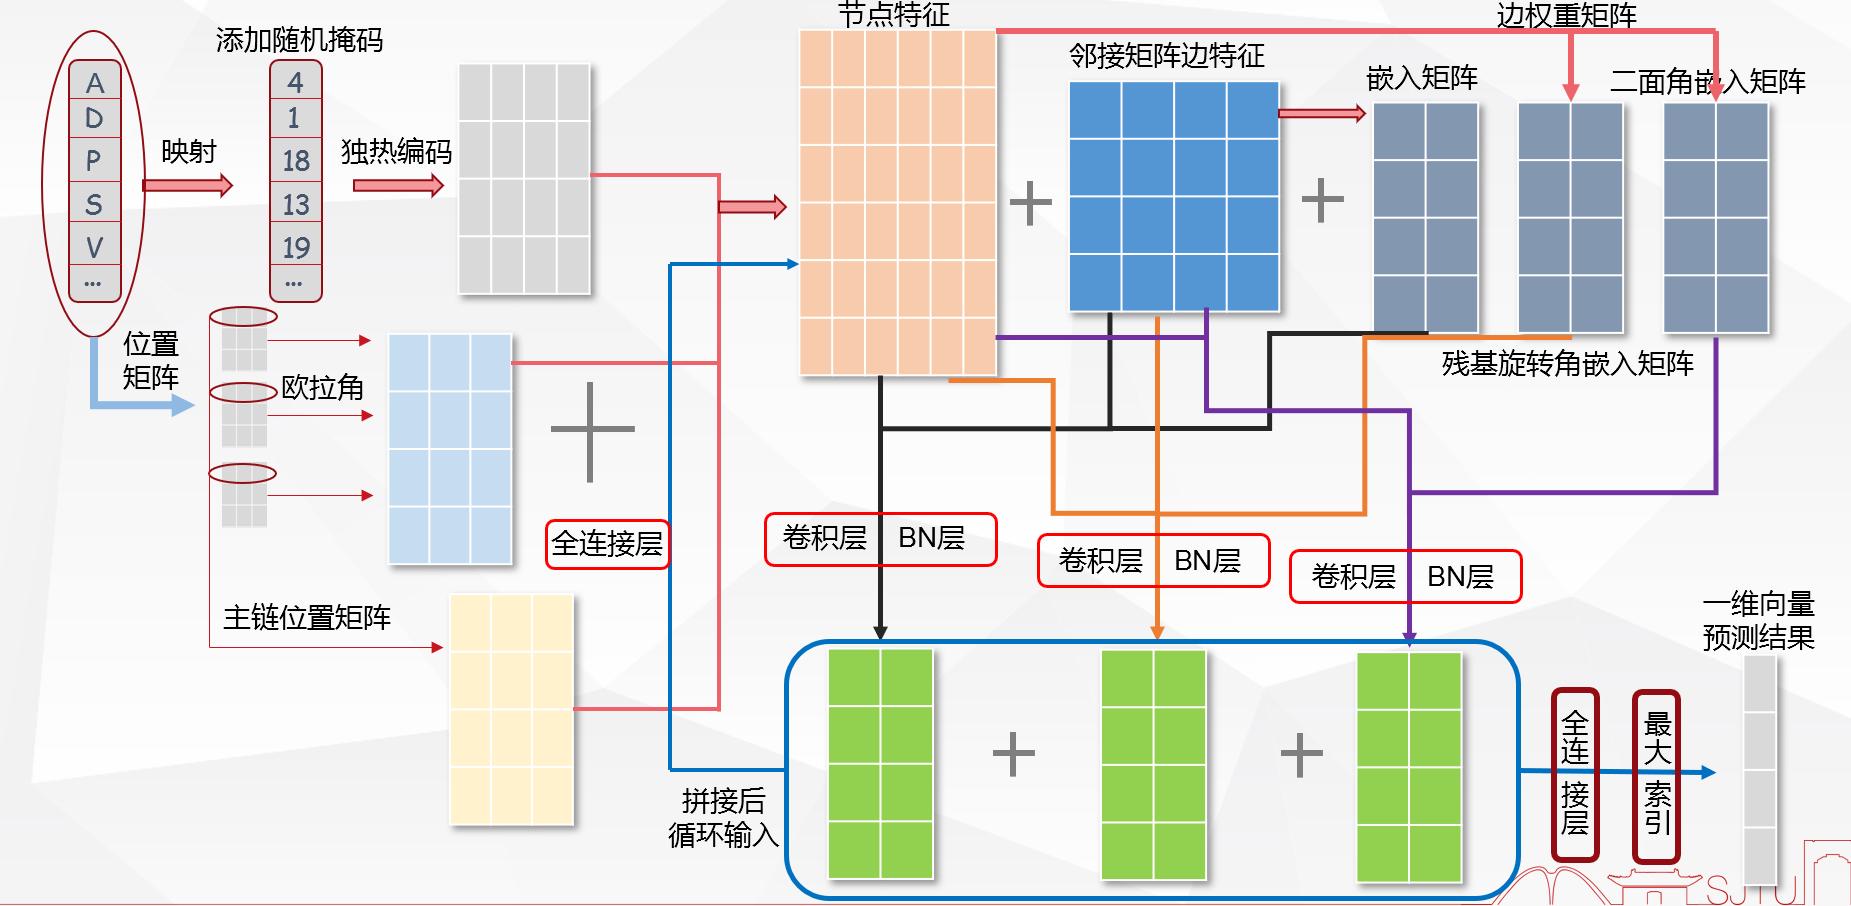 节点特征
边权重矩阵
添加随机掩码
邻接矩阵边特征
嵌入矩阵
二面角嵌入矩阵
A
D
P
S
V
...
映射
4
1
18
13
19
...
独热编码
位置
矩阵
欧拉角
残基旋转角嵌入矩阵
全连接层
卷积层 BN层
卷积层 BN层
卷积层 BN层
主链位置矩阵
一维向量
预测结果
拼接后
循环输入
全连接层
最大索引
SJTU